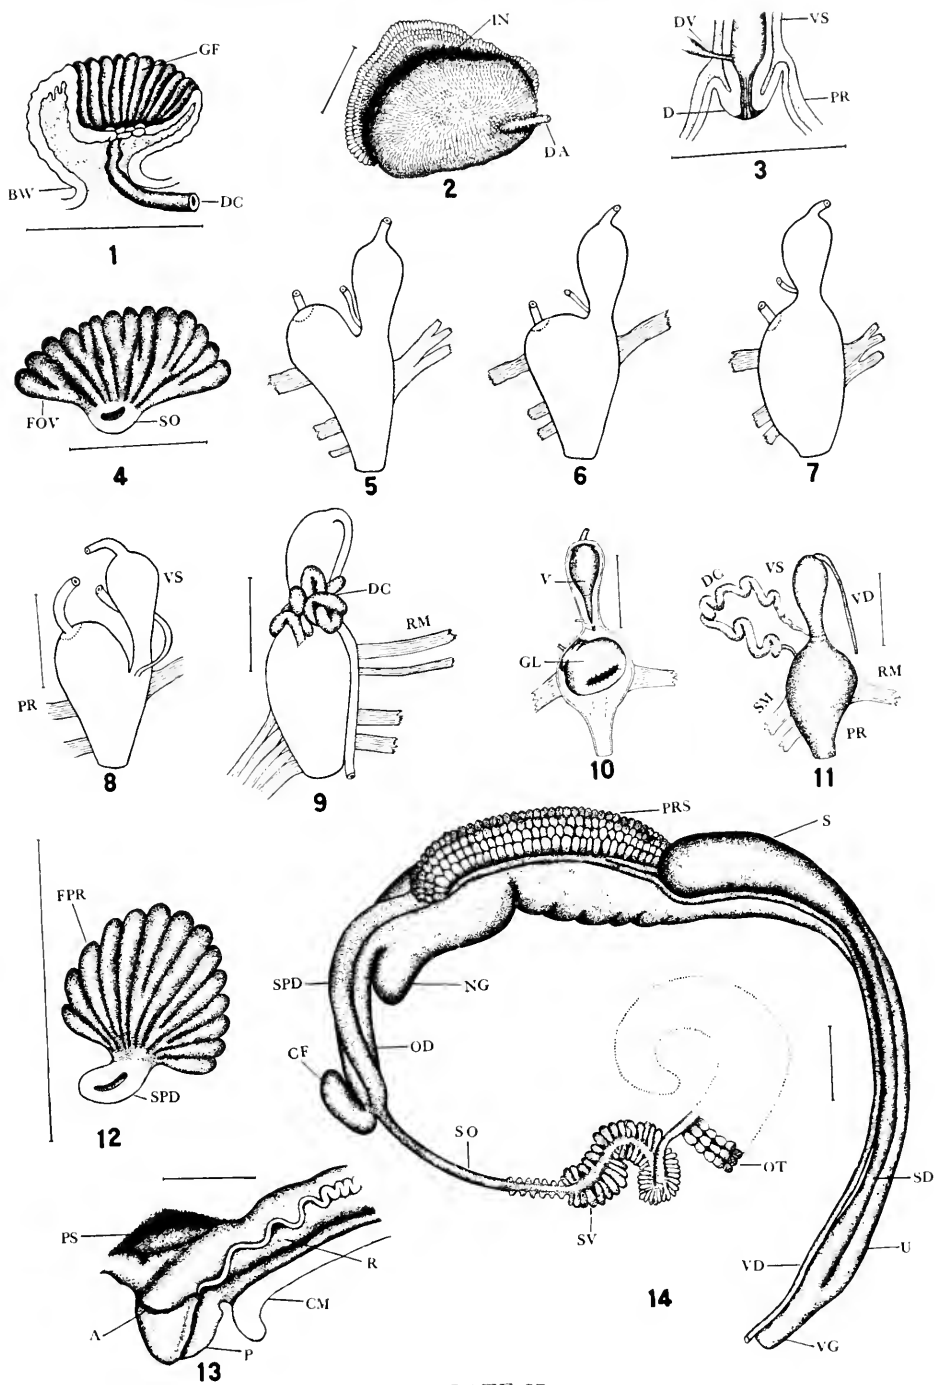 GF
BW
DC
1
IN
DA
2
DV
VS
D
PR
3
FOV
SO
4
5
6
7
VS
PR
8
DC
RM
9
V
GL
10
DC
VS
VD
SM
RM
PR
11
FPR
SPD
12
PS
A
R
CM
P
13
PRS
S
SPD
NG
CF
OD
SO
SV
OT
SD
VD
U
VG
14